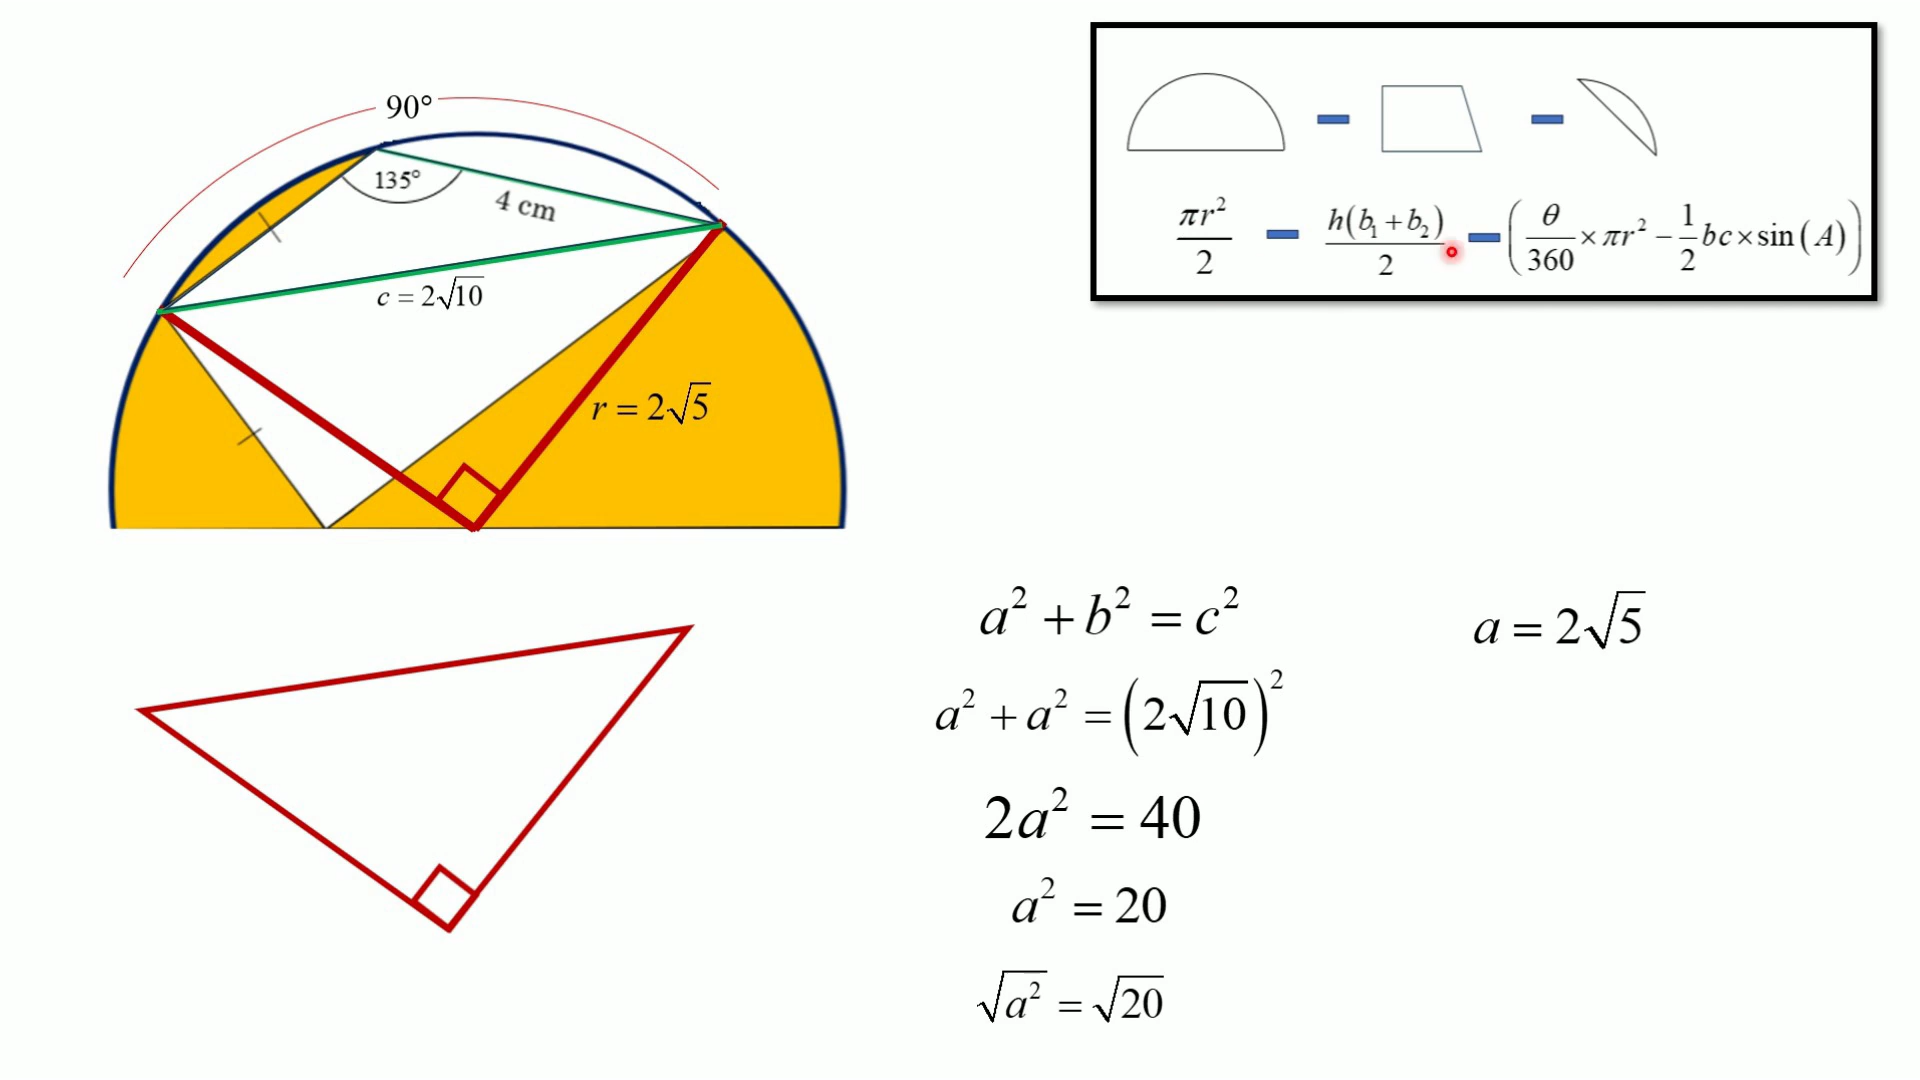 90°
135°
4 cm
c = 2√10
r = 2√5
πr²/2 − h(b₁ + b₂)/2 − (θ/360 × πr² − 1/2 bc × sin(A))
a² + b² = c²
a = 2√5
a² + a² = (2√10)²
2a² = 40
a² = 20
√a² = √20